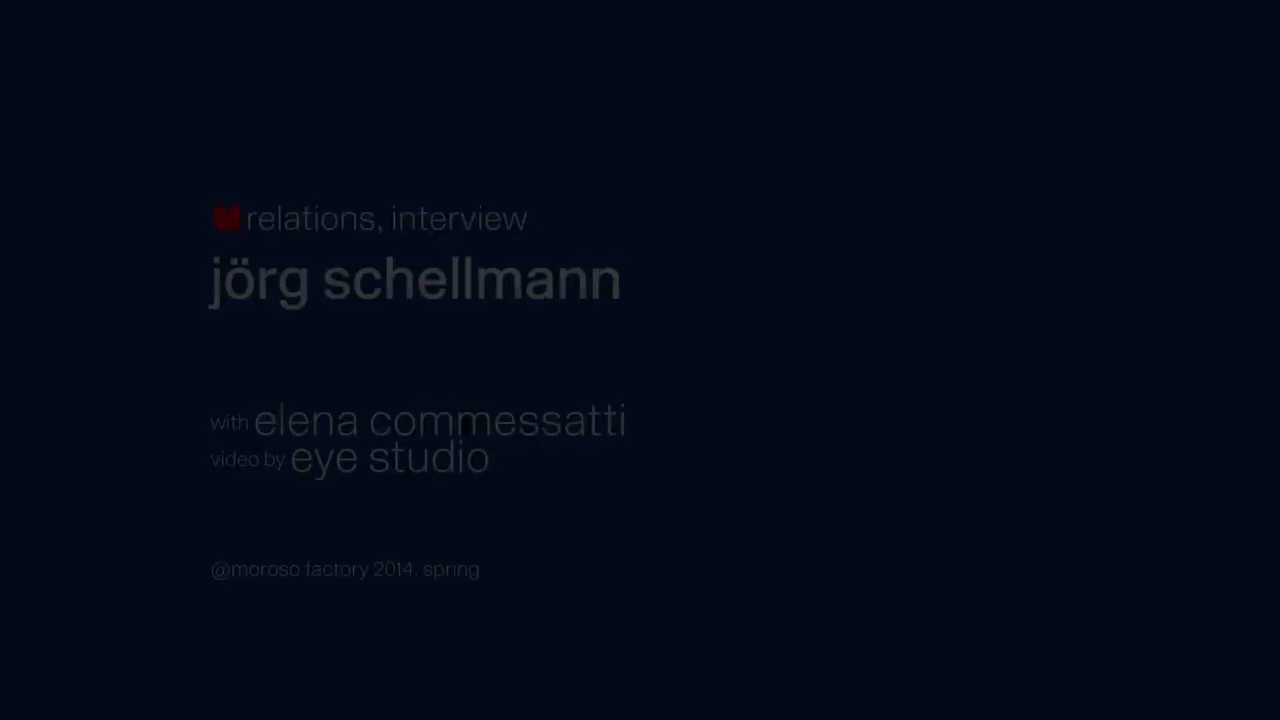 relations, interview
jörg schellmann
with elena commessatti
video by eye studio
@moroso factory 2014, spring